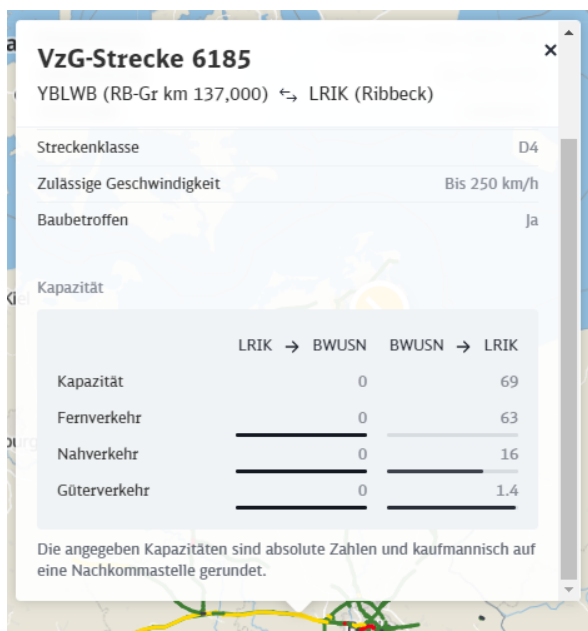 VzG-Strecke 6185
×
YBLWB (RB-Gr km 137,000) ⇆ LRIK (Ribbeck)
Streckenklasse D4
Zulässige Geschwindigkeit Bis 250 km/h
Baubetroffen Ja
Kapazität
LRIK → BWUSN BWUSN → LRIK
Kapazität 0 69
Fernverkehr 0 63
Nahverkehr 0 16
Güterverkehr 0 1.4
Die angegeben Kapazitäten sind absolute Zahlen und kaufmannisch auf
eine Nachkommastelle gerundet.